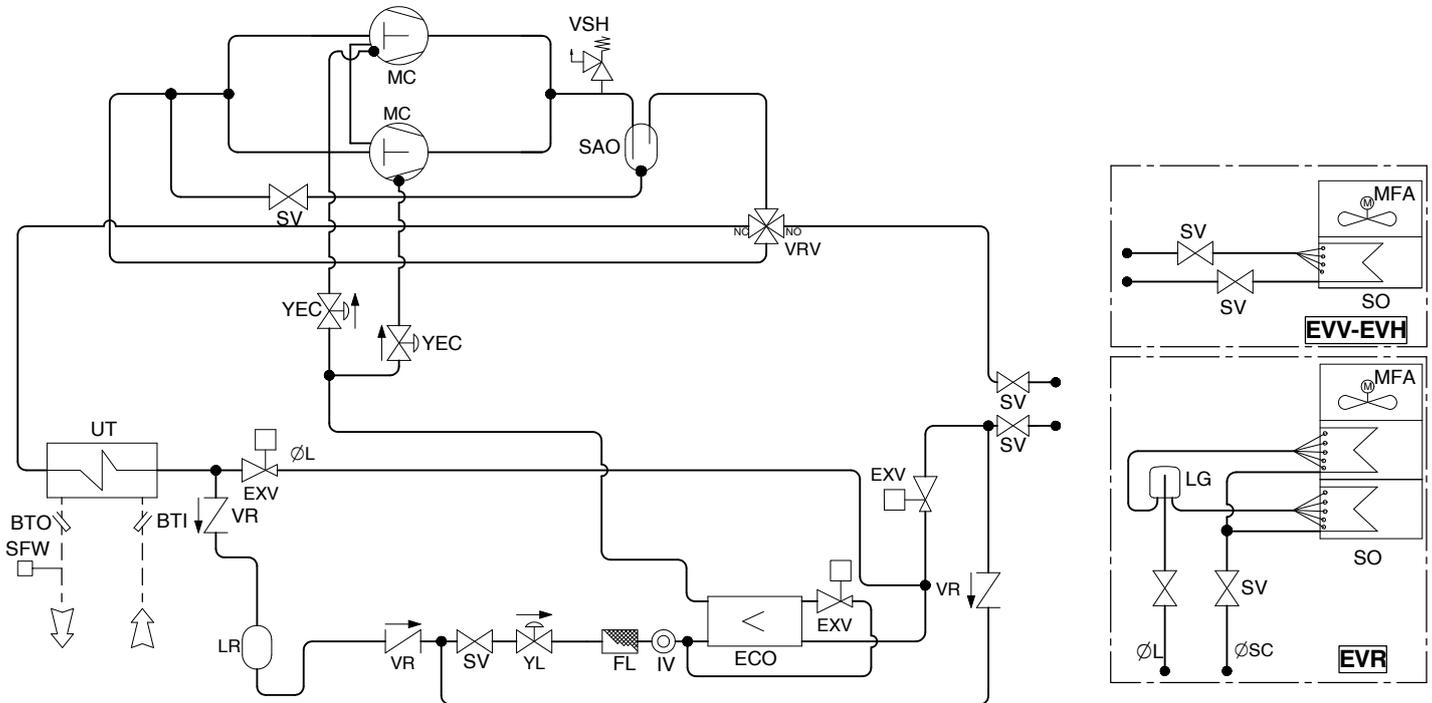 VSH
MC
MC
SAO
SV
NC
NO
VRV
YEC
YEC
SV
SV
UT
ØL
EXV
EXV
BTO
BTI
VR
SFW
LR
VR
SV
YL
FL
IV
ECO
EXV
VR
M
MFA
SV
SV
SO
EVV-EVH
M
MFA
LG
SO
SV
ØL
ØSC
EVR